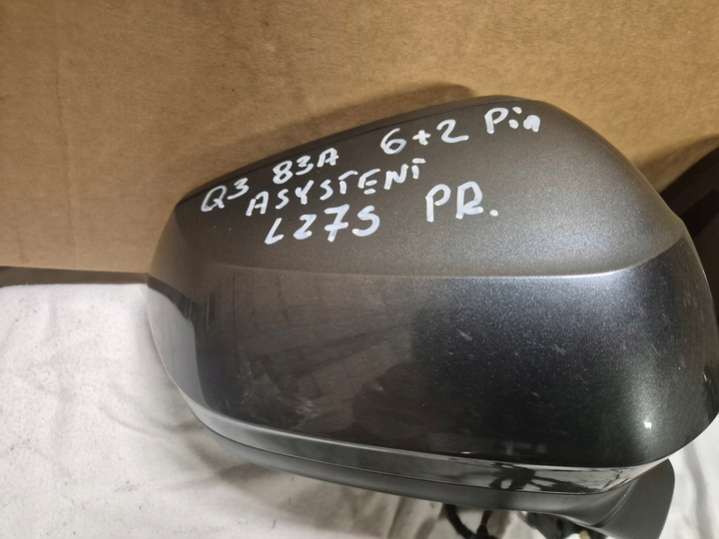 Q3 83A 6+2 Pin
ASYSTENT
LZ7S PR.